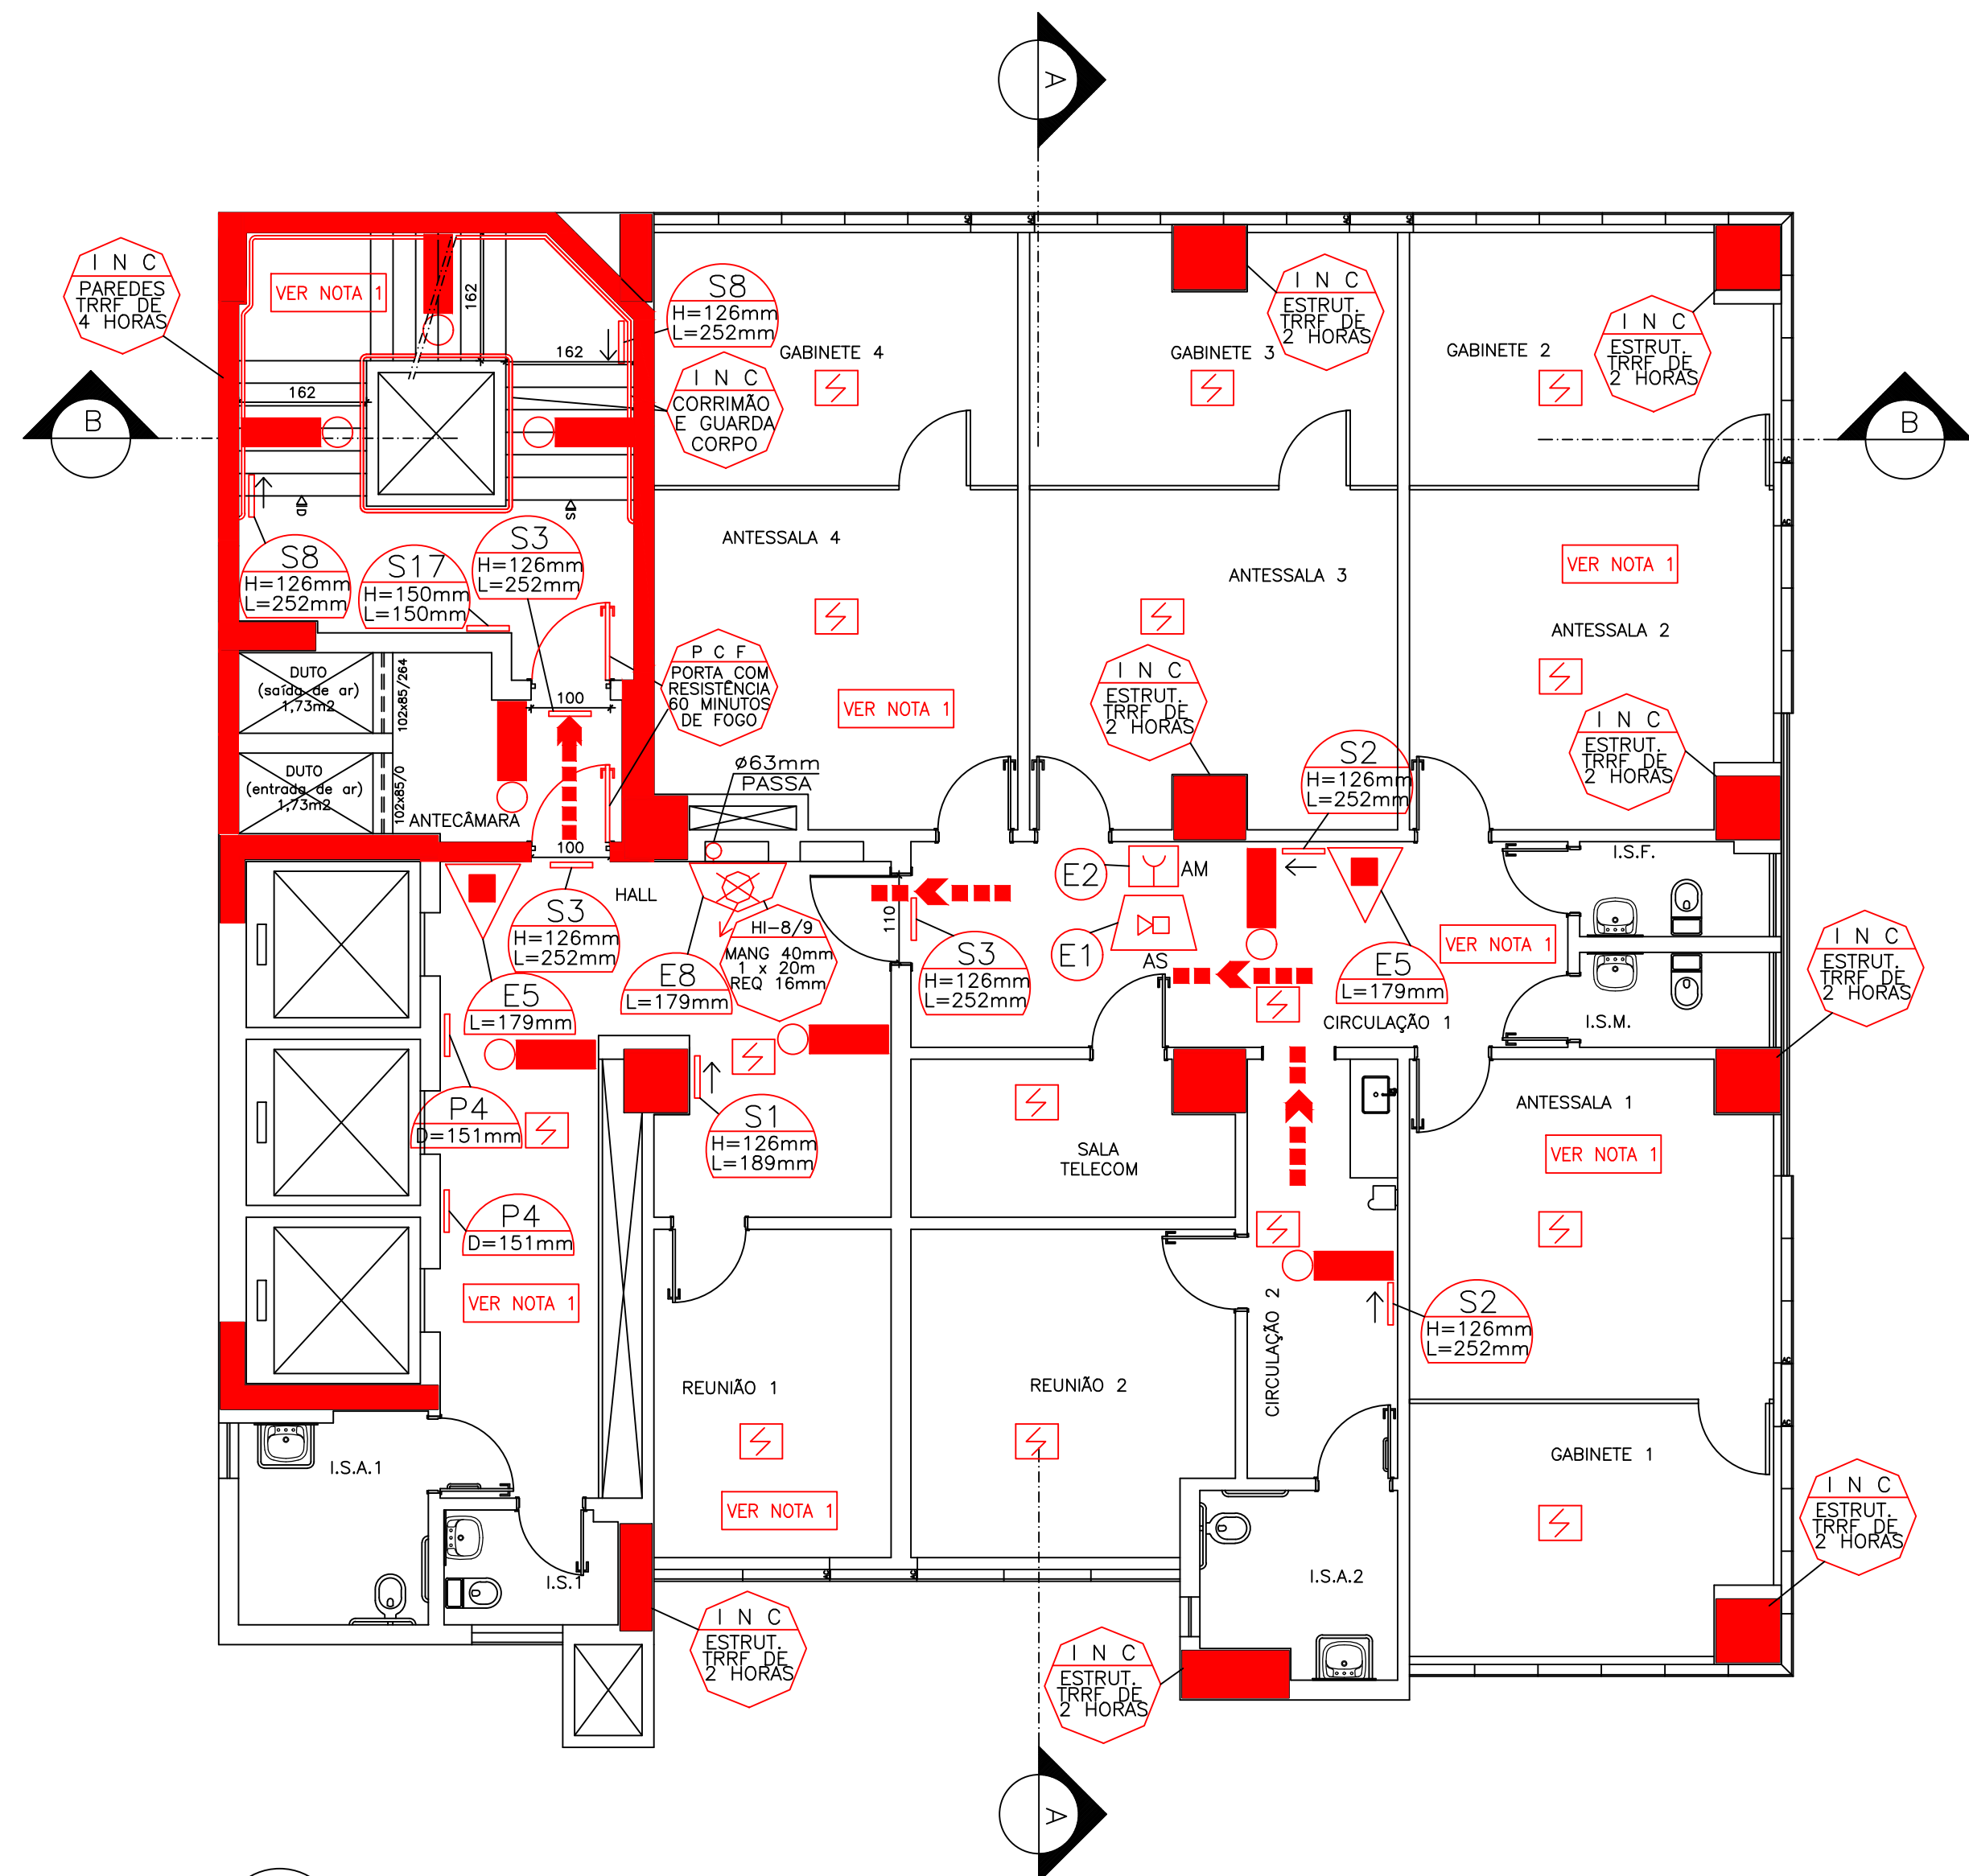 A
I N C
PAREDES
TRRF DE
4 HORAS
VER NOTA 1
162
162
162
S8
H=126mm
L=252mm
I N C
CORRIMÃO
E GUARDA
CORPO
GABINETE 4
GABINETE 3
GABINETE 2
I N C
ESTRUT.
TRRF DE
2 HORAS
I N C
ESTRUT.
TRRF DE
2 HORAS
B
B
D
S
S8
H=126mm
L=252mm
S17
H=150mm
L=150mm
S3
H=126mm
L=252mm
ANTESSALA 4
ANTESSALA 3
VER NOTA 1
ANTESSALA 2
DUTO
(saída de ar)
1,73m2
102x85/264
DUTO
(entrada de ar)
1,73m2
102x85/0
ANTECÂMARA
100
100
P C F
PORTA COM
RESISTÊNCIA
60 MINUTOS
DE FOGO
VER NOTA 1
Ø63mm
PASSA
I N C
ESTRUT.
TRRF DE
2 HORAS
S2
H=126mm
L=252mm
I N C
ESTRUT.
TRRF DE
2 HORAS
HALL
S3
H=126mm
L=252mm
E5
L=179mm
E8
L=179mm
HI-8/9
MANG 40mm
1 x 20m
REQ 16mm
110
S3
H=126mm
L=252mm
E2
AM
E1
AS
E5
L=179mm
VER NOTA 1
I.S.F.
I.S.M.
CIRCULAÇÃO 1
I N C
ESTRUT.
TRRF DE
2 HORAS
P4
D=151mm
P4
D=151mm
S1
H=126mm
L=189mm
SALA
TELECOM
ANTESSALA 1
VER NOTA 1
VER NOTA 1
CIRCULAÇÃO 2
S2
H=126mm
L=252mm
REUNIÃO 1
REUNIÃO 2
VER NOTA 1
GABINETE 1
I N C
ESTRUT.
TRRF DE
2 HORAS
I.S.A.1
I.S.1
I.S.A.2
I N C
ESTRUT.
TRRF DE
2 HORAS
I N C
ESTRUT.
TRRF DE
2 HORAS
A